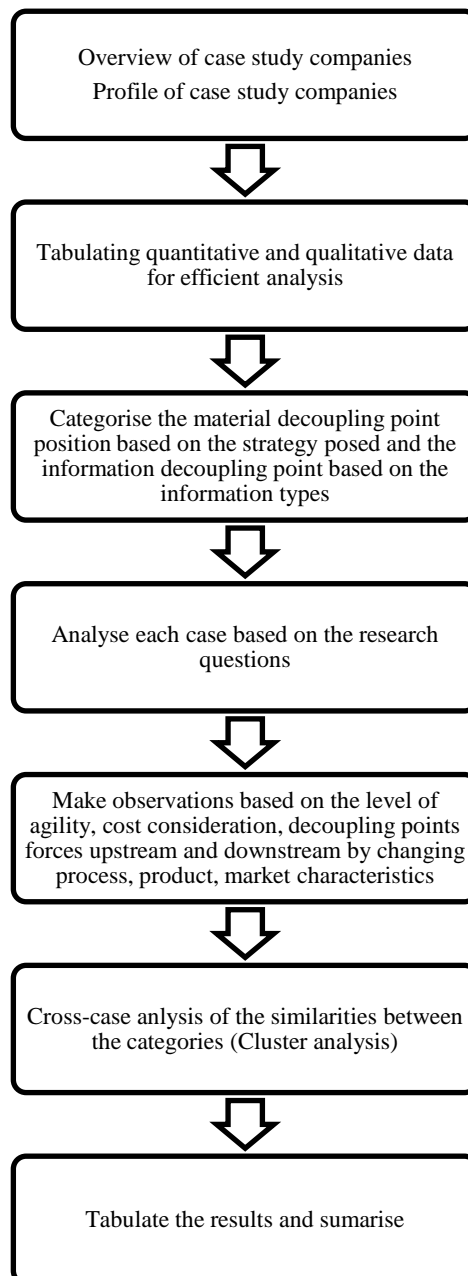 Overview of case study companies
Profile of case study companies
Tabulating quantitative and qualitative data
for efficient analysis
Categorise the material decoupling point
position based on the strategy posed and the
information decoupling point based on the
information types
Analyse each case based on the research
questions
Make observations based on the level of
agility, cost consideration, decoupling points
forces upstream and downstream by changing
process, product, market characteristics
Cross-case anlysis of the similarities between
the categories (Cluster analysis)
Tabulate the results and sumarise